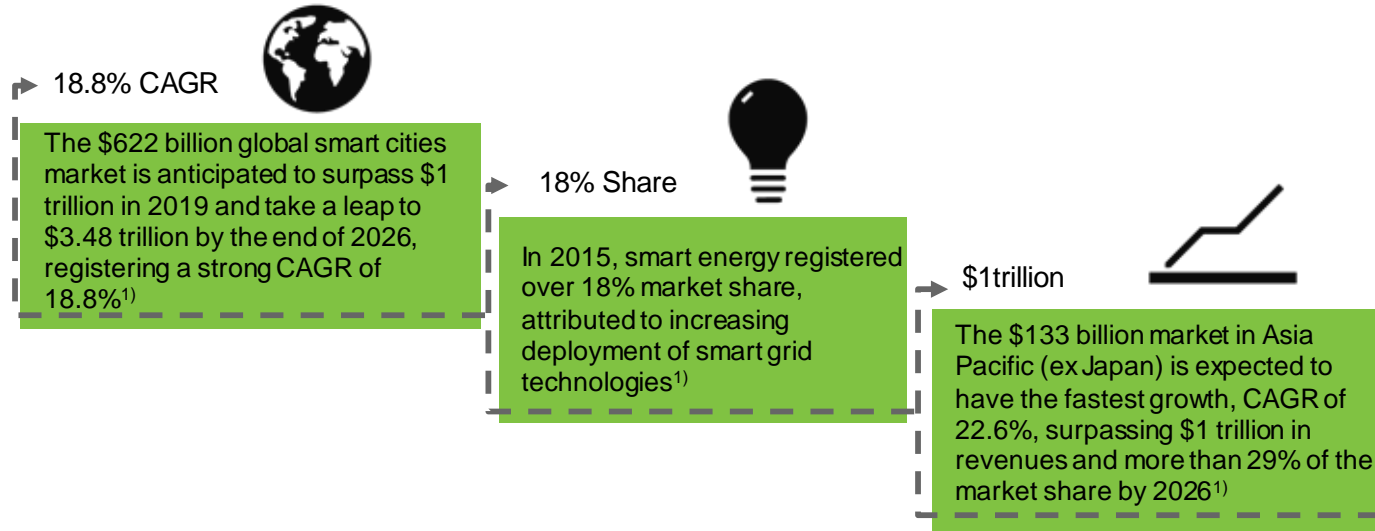 18.8% CAGR
The $622 billion global smart cities
market is anticipated to surpass $1
trillion in 2019 and take a leap to
$3.48 trillion by the end of 2026,
registering a strong CAGR of
18.8%1)
18% Share
In 2015, smart energy registered
over 18% market share,
attributed to increasing
deployment of smart grid
technologies1)
$1trillion
The $133 billion market in Asia
Pacific (ex Japan) is expected to
have the fastest growth, CAGR of
22.6%, surpassing $1 trillion in
revenues and more than 29% of the
market share by 20261)